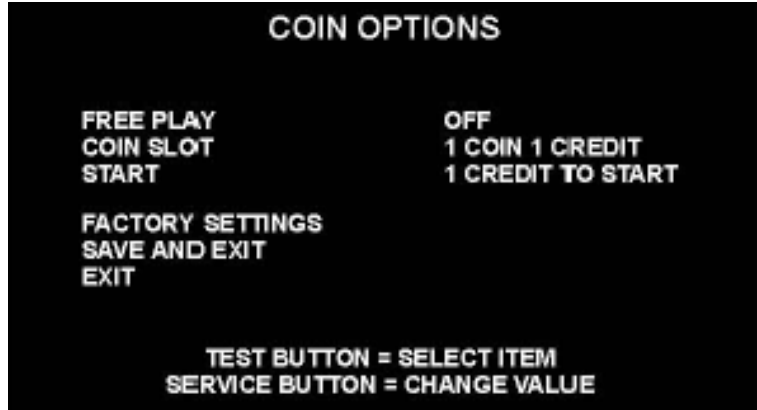 COIN OPTIONS
FREE PLAY OFF
COIN SLOT 1 COIN 1 CREDIT
START 1 CREDIT TO START
FACTORY SETTINGS
SAVE AND EXIT
EXIT
TEST BUTTON = SELECT ITEM
SERVICE BUTTON = CHANGE VALUE